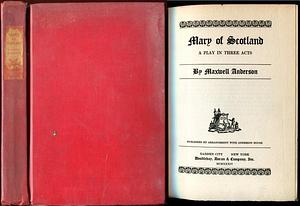 Mary of Scotland
A PLAY IN THREE ACTS
By Maxwell Anderson
PUBLISHED BY ARRANGEMENT WITH ANDERSON HOUSE
GARDEN CITY NEW YORK
Doubleday, Doran & Company, Inc.
MCMXXXIV